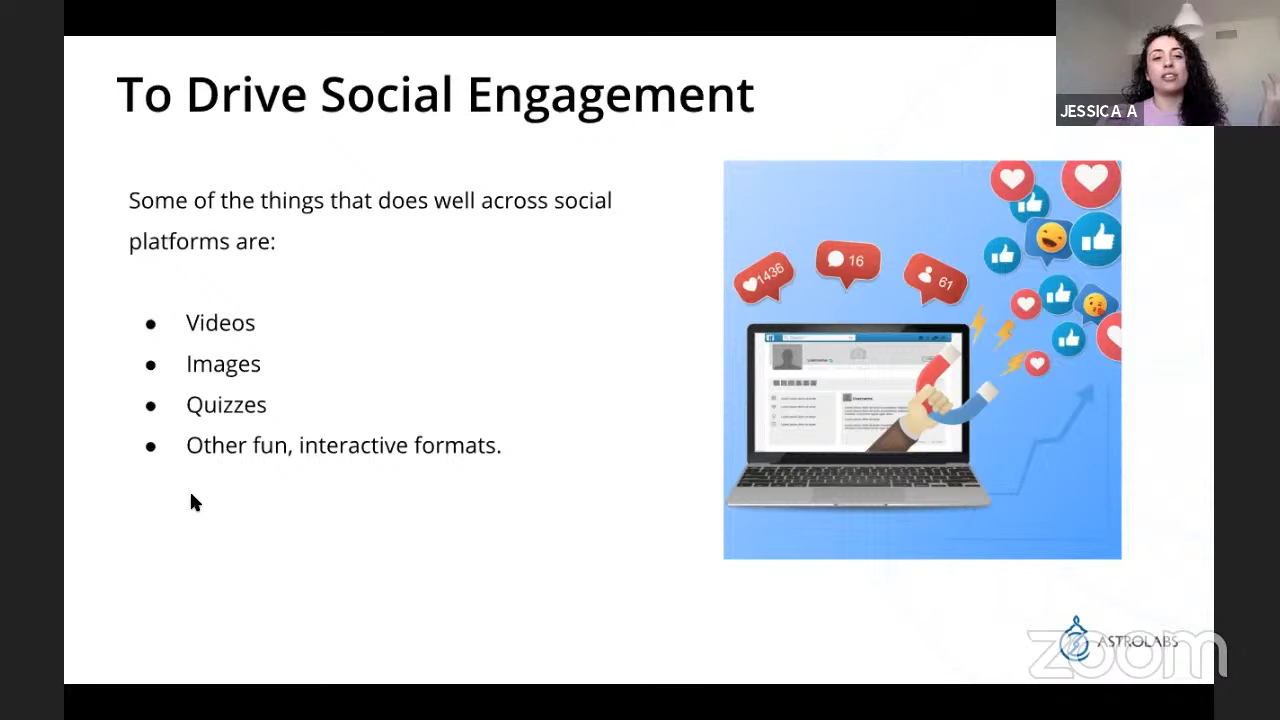 To Drive Social Engagement
JESSICA A
Some of the things that does well across social
platforms are:
● Videos
● Images
● Quizzes
● Other fun, interactive formats.
1436
16
61
ASTROLABS
zoom